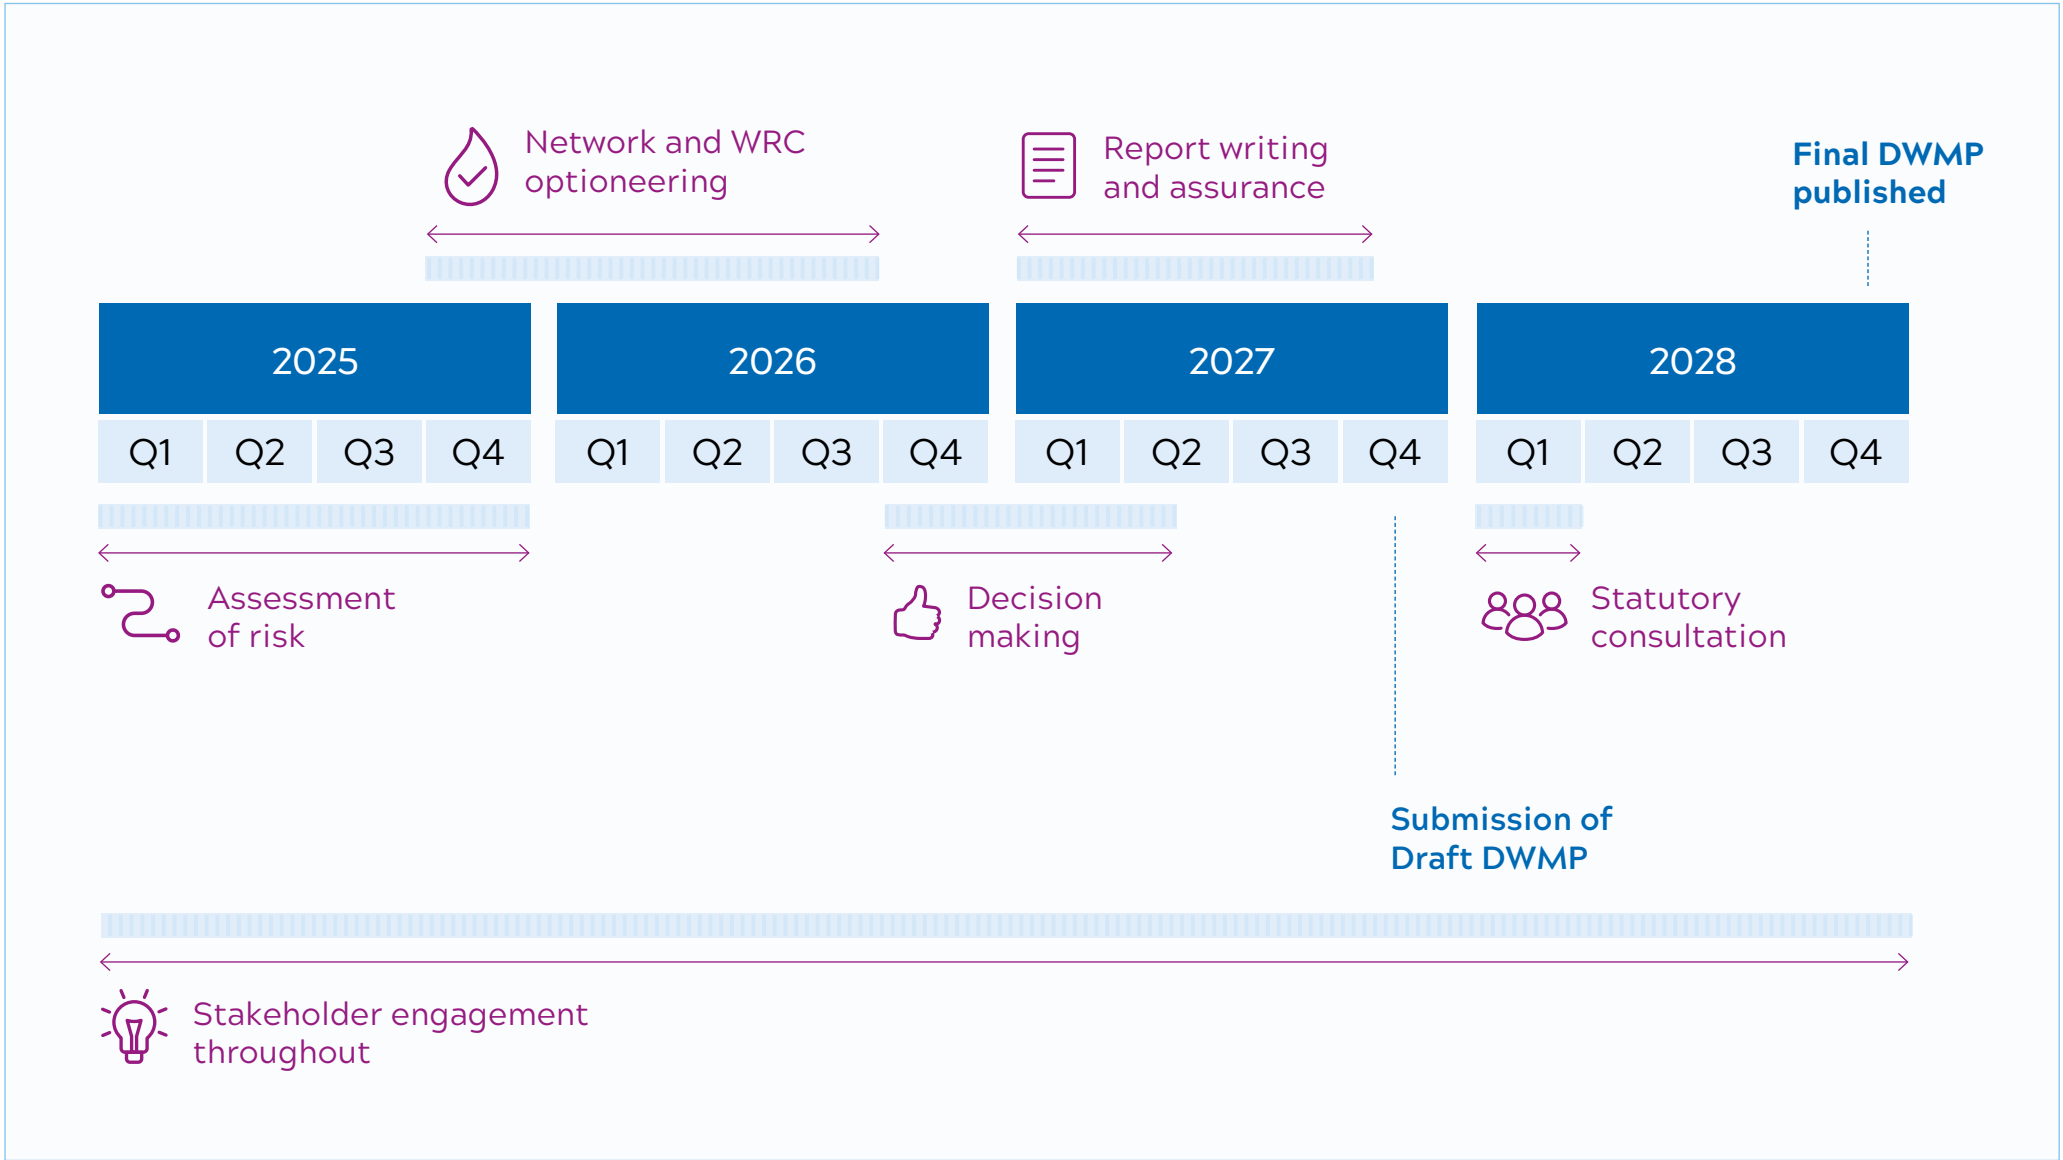 Network and WRC
optioneering
Report writing
and assurance
Final DWMP
published
2025
2026
2027
2028
Q1 Q2 Q3 Q4 Q1 Q2 Q3 Q4 Q1 Q2 Q3 Q4 Q1 Q2 Q3 Q4
Assessment
of risk
Decision
making
Statutory
consultation
Submission of
Draft DWMP
Stakeholder engagement
throughout